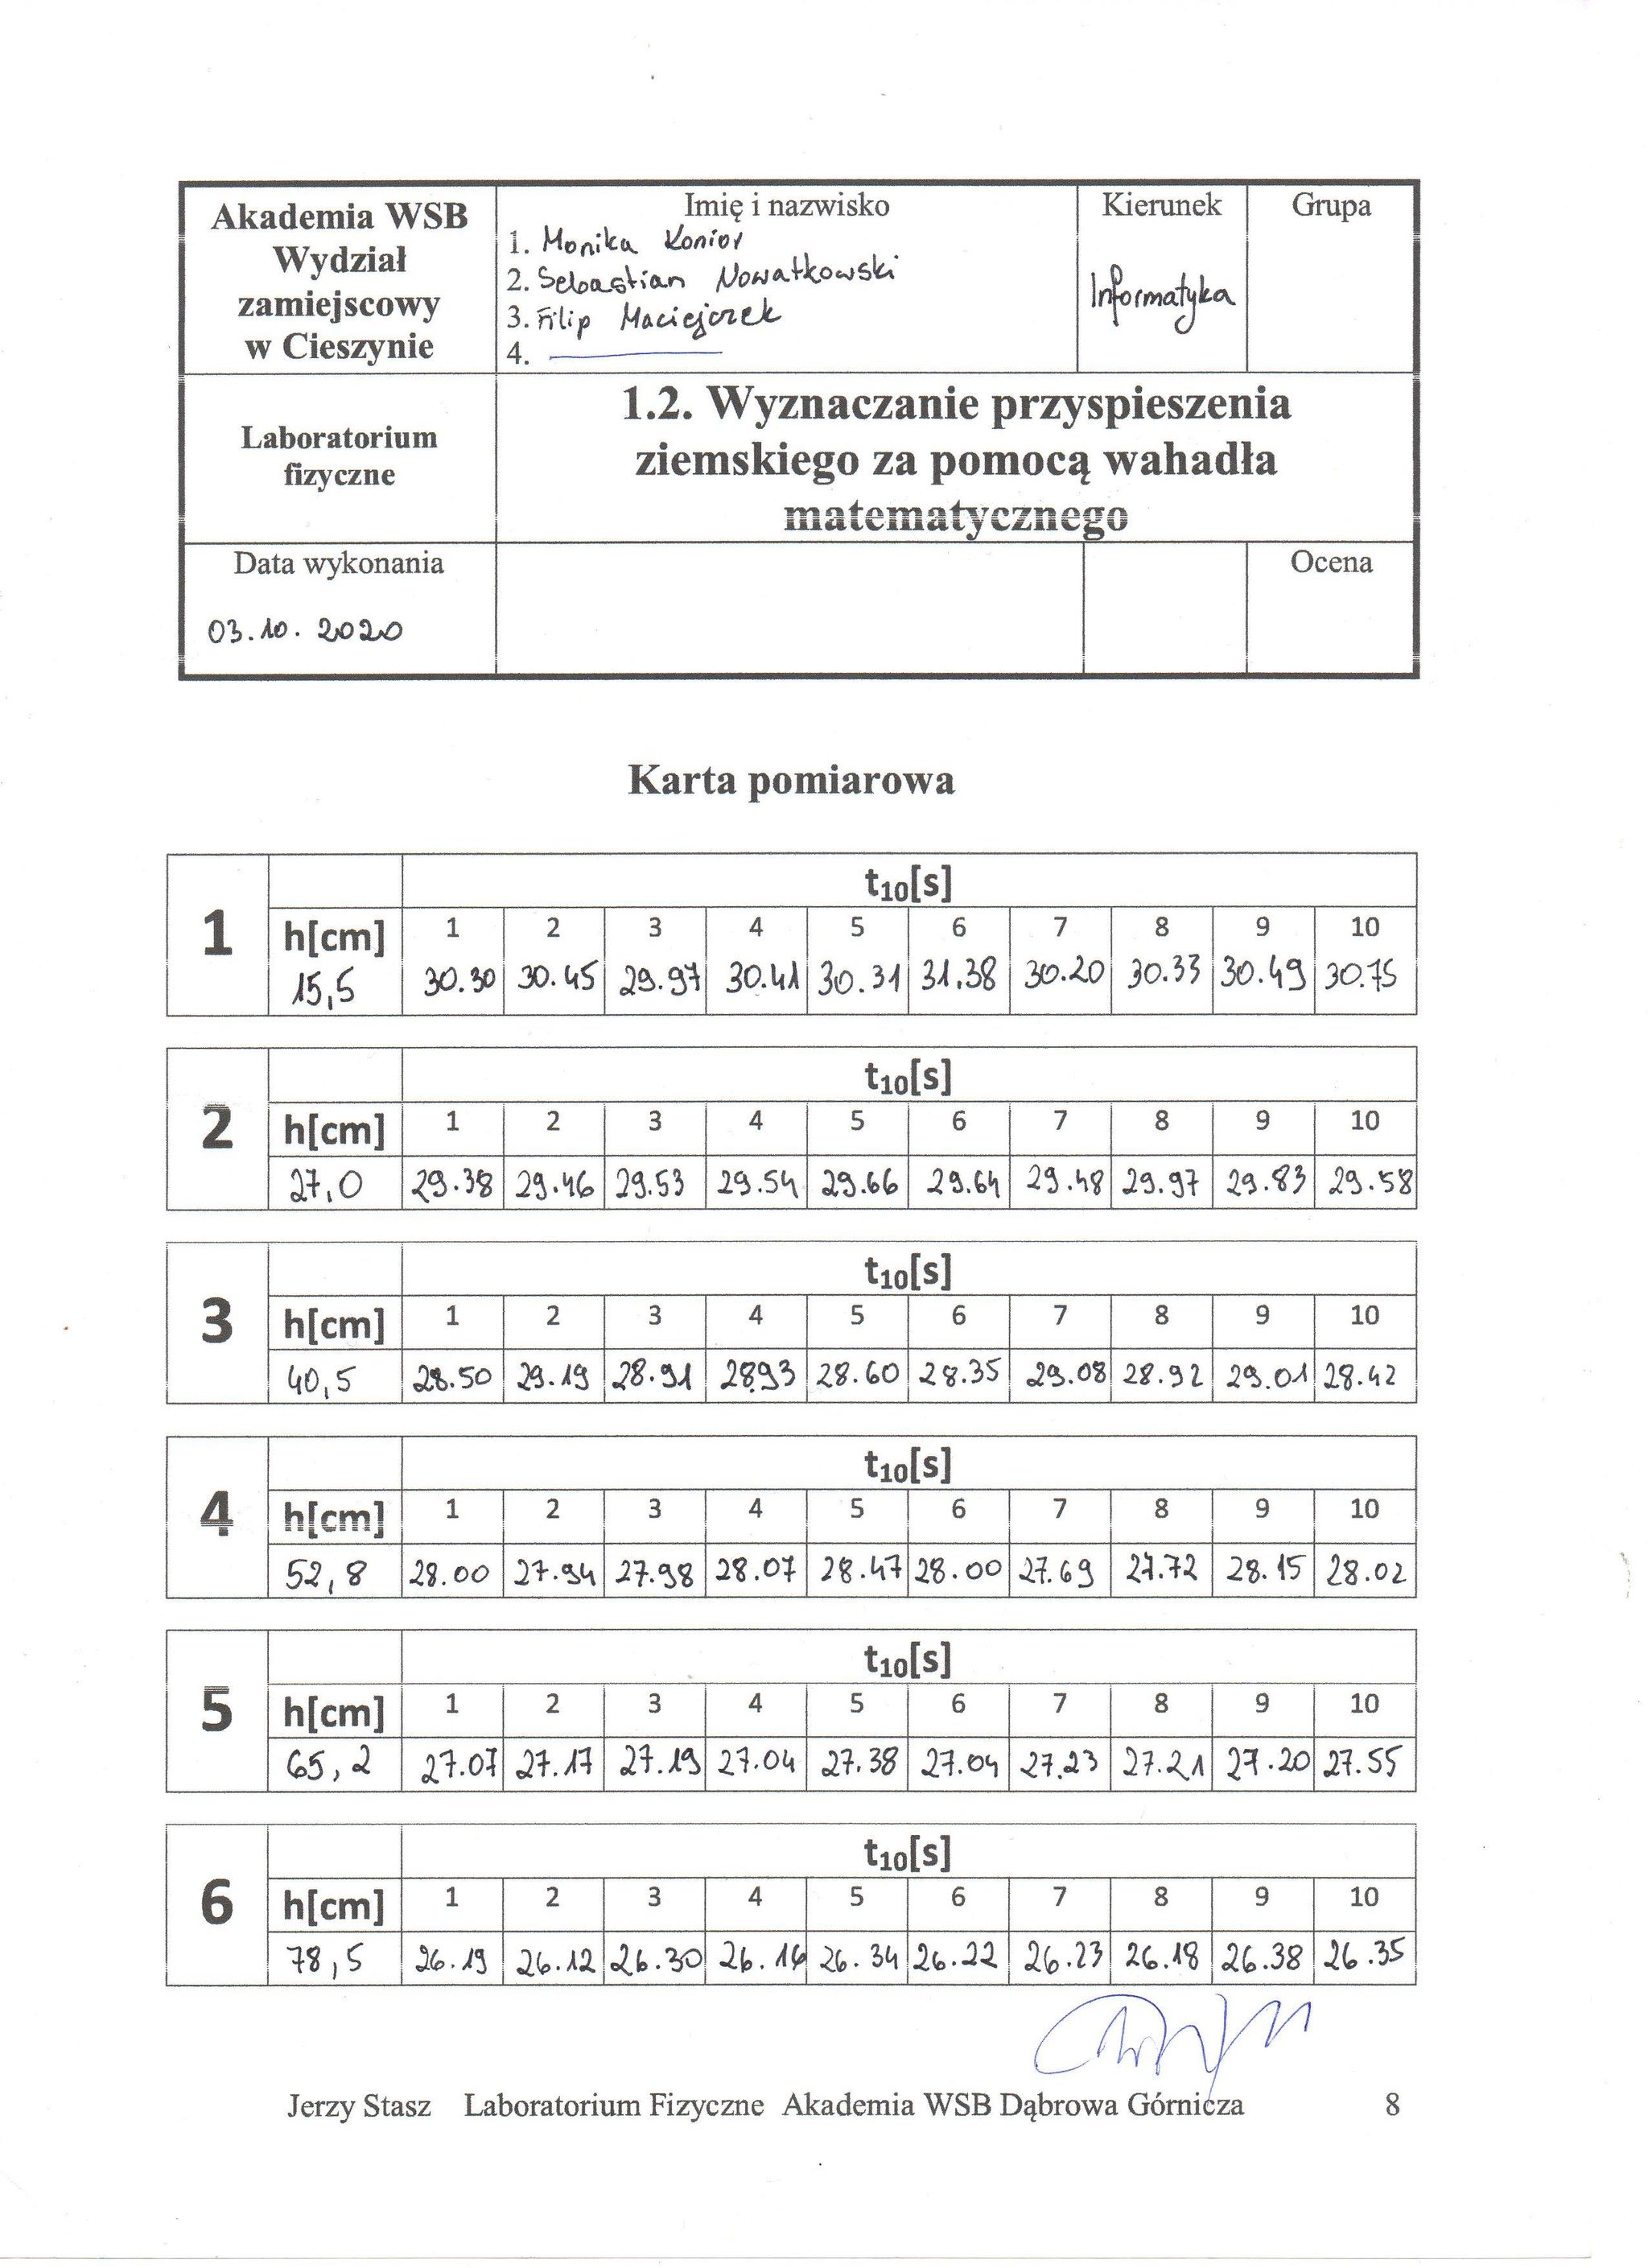 Akademia WSB
Wydział
zamiejscowy
w Cieszynie
Imię i nazwisko
1. Monika Konior
2. Sebastian Nowatkowski
3. Filip Maciejczek
4.
Kierunek
Informatyka
Grupa
Laboratorium
fizyczne
1.2. Wyznaczanie przyspieszenia
ziemskiego za pomocą wahadła
matematycznego
Data wykonania
03.10.2020
Ocena
Karta pomiarowa
1
t10[s]
h[cm] 1 2 3 4 5 6 7 8 9 10
15,5 30.30 30.45 29.97 30.41 30.31 31.38 30.20 30.33 30.49 30.75
2
t10[s]
h[cm] 1 2 3 4 5 6 7 8 9 10
27,0 29.38 29.46 29.53 29.54 29.66 29.64 29.48 29.97 29.83 29.58
3
t10[s]
h[cm] 1 2 3 4 5 6 7 8 9 10
40,5 28.50 29.19 28.91 28.93 28.60 28.35 29.08 28.92 29.01 28.42
4
t10[s]
h[cm] 1 2 3 4 5 6 7 8 9 10
52,8 28.00 27.94 27.98 28.07 28.47 28.00 27.69 27.72 28.15 28.02
5
t10[s]
h[cm] 1 2 3 4 5 6 7 8 9 10
65,2 27.07 27.17 27.19 27.04 27.38 27.04 27.23 27.21 27.20 27.55
6
t10[s]
h[cm] 1 2 3 4 5 6 7 8 9 10
78,5 26.19 26.12 26.30 26.16 26.34 26.22 26.23 26.18 26.38 26.35
Jerzy Stasz Laboratorium Fizyczne Akademia WSB Dąbrowa Górnicza 8